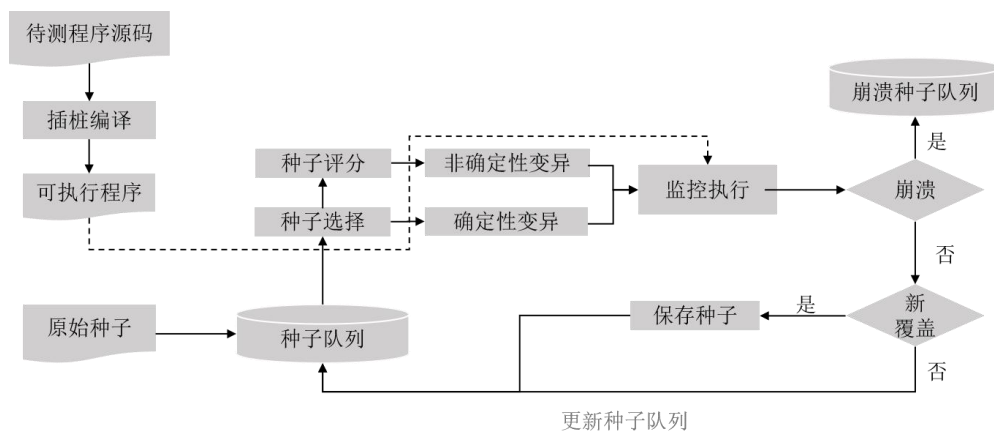 待测程序源码
插桩编译
可执行程序
原始种子
种子队列
种子评分
种子选择
非确定性变异
确定性变异
监控执行
崩溃种子队列
是
崩溃
否
新
覆盖
是
保存种子
否
更新种子队列